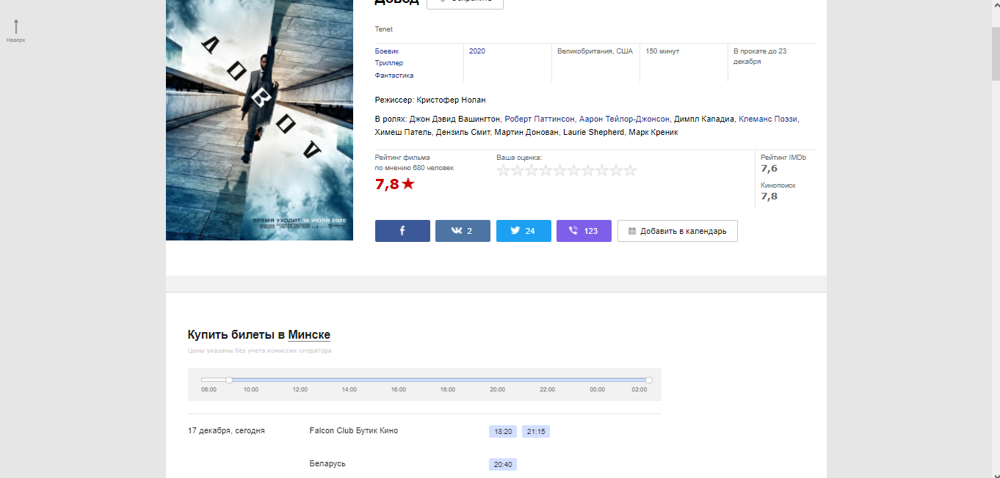 Довод
Сохранить
Наверх
Tenet
Боевик
Триллер
Фантастика
2020
Великобритания, США
150 минут
В прокате до 23
декабря
ДОВОД
ВРЕМЯ УХОДИТ 16 ИЮЛЯ 2020
Режиссер: Кристофер Нолан
В ролях: Джон Дэвид Вашингтон, Роберт Паттинсон, Аарон Тейлор-Джонсон, Димпл Кападиа, Клеманс Поэзи,
Химеш Патель, Дензиль Смит, Мартин Донован, Laurie Shepherd, Марк Креник
Рейтинг фильма
по мнению 680 человек
7,8
Ваша оценка:
Рейтинг IMDb
7,6
Кинопоиск
7,8
2
24
123
Добавить в календарь
Купить билеты в Минске
Цены указаны без учета комиссии оператора
08:00 10:00 12:00 14:00 16:00 18:00 20:00 22:00 00:00 02:00
17 декабря, сегодня
Falcon Club Бутик Кино
18:20 21:15
Беларусь
20:40